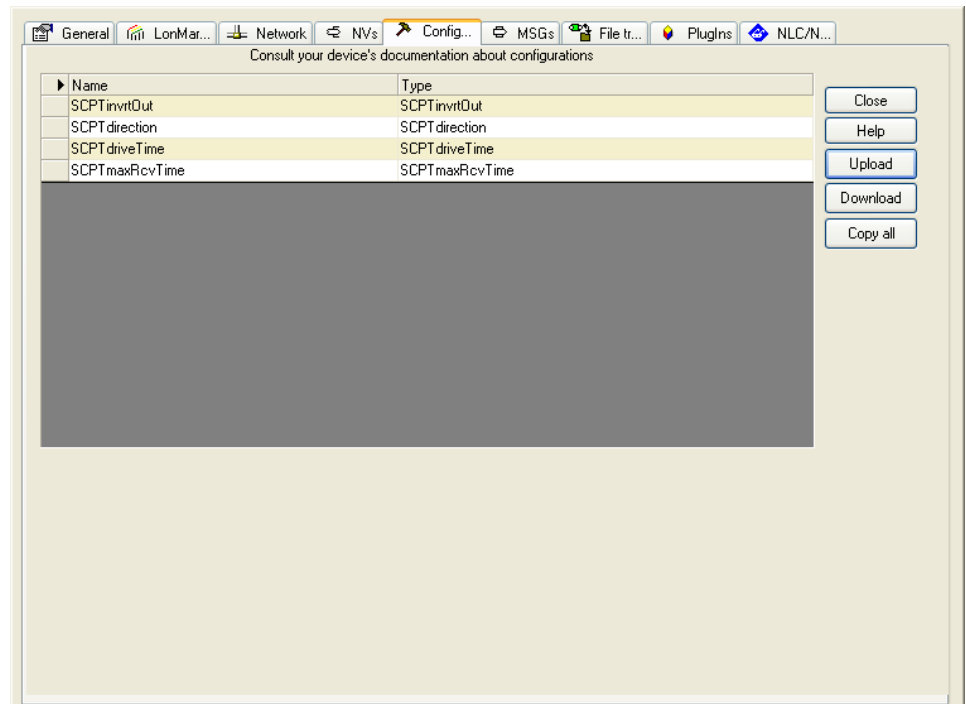 General LonMar... Network NVs Config... MSGs File tr... PlugIns NLC/N...
Consult your device's documentation about configurations
Name Type
SCPTinvrtOut SCPTinvrtOut
SCPTdirection SCPTdirection
SCPTdriveTime SCPTdriveTime
SCPTmaxRcvTime SCPTmaxRcvTime
Close
Help
Upload
Download
Copy all